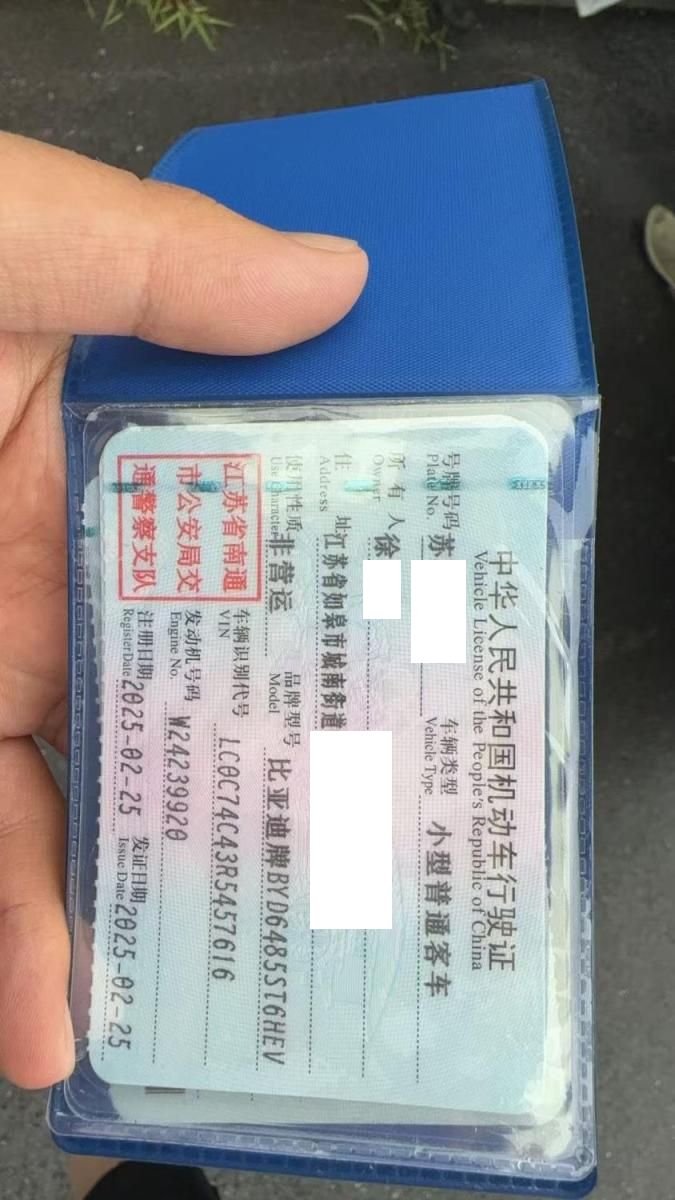 中华人民共和国机动车行驶证
Vehicle License of the People's Republic of China
号牌号码 苏 车辆类型 小型普通客车
Plate No. Vehicle Type
所有人 徐
Owner
住址 江苏省如皋市城南街道
Address
使用性质 非营运 品牌型号 比亚迪牌BYD6485ST6HEV
Use Character Model
江苏省南通
市公安局交
通警察支队
车辆识别代号 LC0C74C43R5457616
VIN
发动机号码 W24239920
Engine No.
注册日期 2025-02-25 发证日期 2025-02-25
Register Date Issue Date